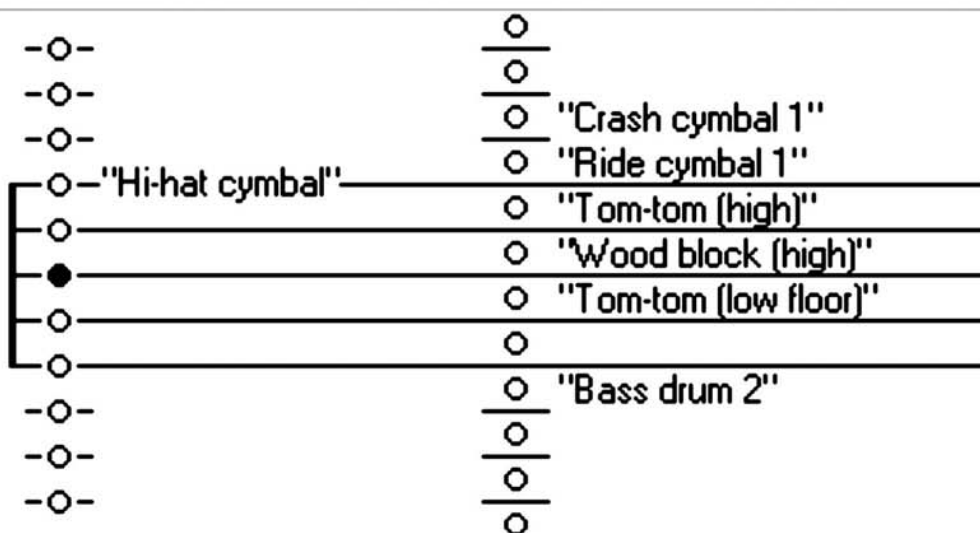 "Crash cymbal 1"
"Ride cymbal 1"
"Hi-hat cymbal"
"Tom-tom (high)"
"Wood block (high)"
"Tom-tom (low floor)"
"Bass drum 2"